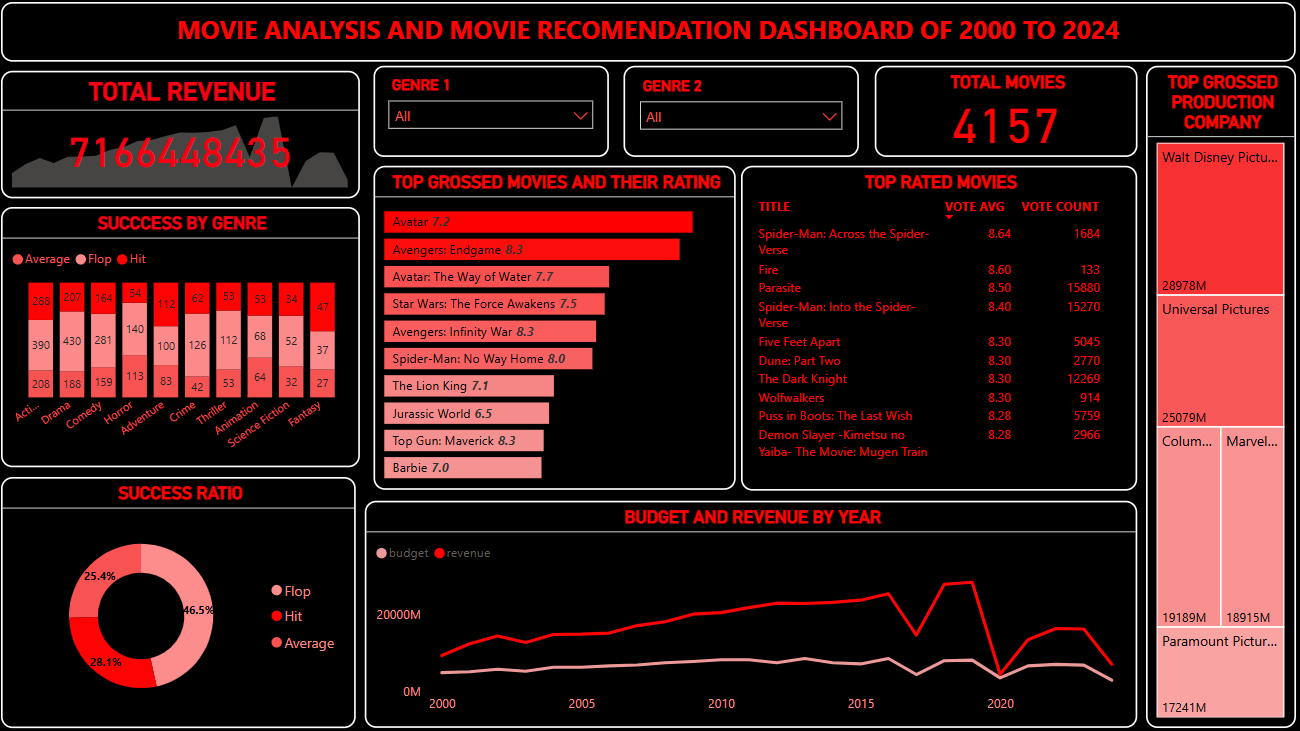 MOVIE ANALYSIS AND MOVIE RECOMENDATION DASHBOARD OF 2000 TO 2024
TOTAL REVENUE
7166448435
GENRE 1
All
GENRE 2
All
TOTAL MOVIES
4157
TOP GROSSED
PRODUCTION
COMPANY
Walt Disney Pictu...
28978M
Universal Pictures
25079M
Colum...
19189M
Marvel...
18915M
Paramount Pictur...
17241M
SUCCCESS BY GENRE
Average Flop Hit
288 207 164 54 112 62 53 53 34 47
390 430 281 140 100 126 112 68 52 37
208 188 159 113 83 42 53 64 32 27
Acti... Drama Comedy Horror Adventure Crime Thriller Animation Science Fiction Fantasy
TOP GROSSED MOVIES AND THEIR RATING
Avatar 7.2
Avengers: Endgame 8.3
Avatar: The Way of Water 7.7
Star Wars: The Force Awakens 7.5
Avengers: Infinity War 8.3
Spider-Man: No Way Home 8.0
The Lion King 7.1
Jurassic World 6.5
Top Gun: Maverick 8.3
Barbie 7.0
TOP RATED MOVIES
TITLE VOTE AVG VOTE COUNT
Spider-Man: Across the Spider- 8.64 1684
Verse
Fire 8.60 133
Parasite 8.50 15880
Spider-Man: Into the Spider- 8.40 15270
Verse
Five Feet Apart 8.30 5045
Dune: Part Two 8.30 2770
The Dark Knight 8.30 12269
Wolfwalkers 8.30 914
Puss in Boots: The Last Wish 8.28 5759
Demon Slayer -Kimetsu no 8.28 2966
Yaiba- The Movie: Mugen Train
SUCCESS RATIO
25.4%
46.5%
28.1%
Flop
Hit
Average
BUDGET AND REVENUE BY YEAR
budget revenue
20000M
0M
2000 2005 2010 2015 2020